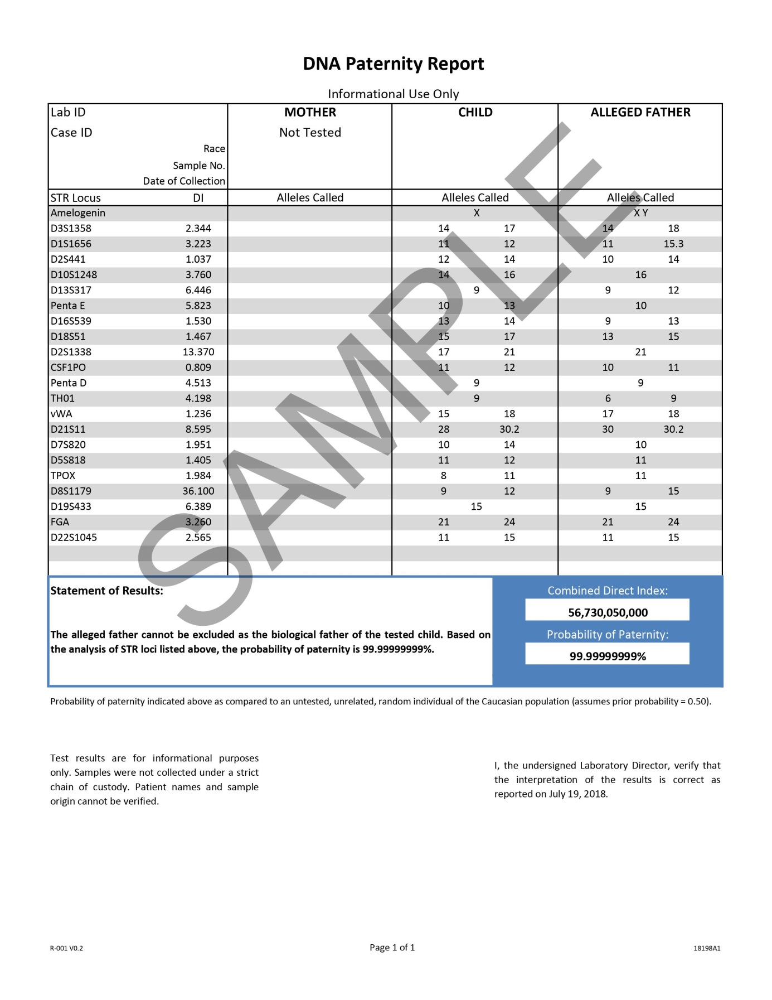 DNA Paternity Report
Informational Use Only
Lab ID MOTHER CHILD ALLEGED FATHER
Case ID Not Tested
Race
Sample No.
Date of Collection
STR Locus DI Alleles Called Alleles Called Alleles Called
Amelogenin X X Y
D3S1358 2.344 14 17 14 18
D1S1656 3.223 11 12 11 15.3
D2S441 1.037 12 14 10 14
D10S1248 3.760 14 16 16
D13S317 6.446 9 9 12
Penta E 5.823 10 13 10
D16S539 1.530 13 14 9 13
D18S51 1.467 15 17 13 15
D2S1338 13.370 17 21 21
CSF1PO 0.809 11 12 10 11
Penta D 4.513 9 9
TH01 4.198 9 6 9
vWA 1.236 15 18 17 18
D21S11 8.595 28 30.2 30 30.2
D7S820 1.951 10 14 10
D5S818 1.405 11 12 11
TPOX 1.984 8 11 11
D8S1179 36.100 9 12 9 15
D19S433 6.389 15 15
FGA 3.260 21 24 21 24
D22S1045 2.565 11 15 11 15
SAMPLE
Statement of Results:
The alleged father cannot be excluded as the biological father of the tested child. Based on
the analysis of STR loci listed above, the probability of paternity is 99.99999999%.
Combined Direct Index:
56,730,050,000
Probability of Paternity:
99.99999999%
Probability of paternity indicated above as compared to an untested, unrelated, random individual of the Caucasian population (assumes prior probability = 0.50).
Test results are for informational purposes
only. Samples were not collected under a strict
chain of custody. Patient names and sample
origin cannot be verified.
I, the undersigned Laboratory Director, verify that
the interpretation of the results is correct as
reported on July 19, 2018.
R-001 V0.2 Page 1 of 1 18198A1